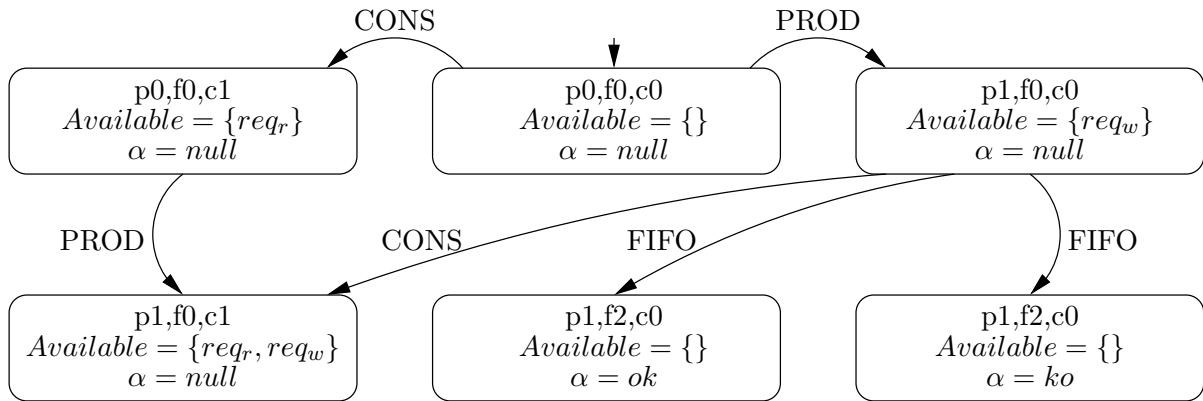 CONS
PROD
p0,f0,c1
Available = {req_r}
α = null
p0,f0,c0
Available = {}
α = null
p1,f0,c0
Available = {req_w}
α = null
PROD
CONS
FIFO
FIFO
p1,f0,c1
Available = {req_r, req_w}
α = null
p1,f2,c0
Available = {}
α = ok
p1,f2,c0
Available = {}
α = ko